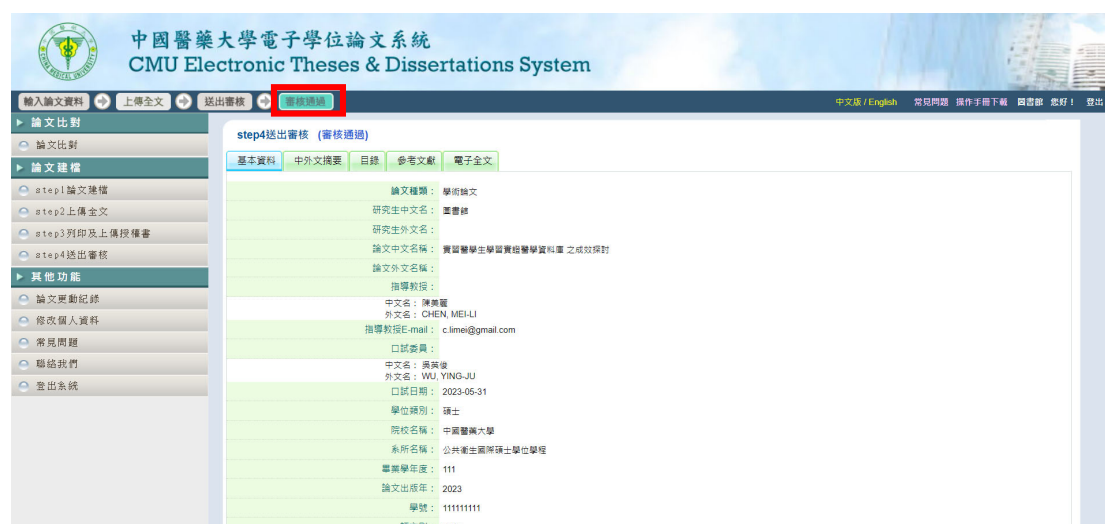 中國醫藥大學電子學位論文系統
CMU Electronic Theses & Dissertations System
輸入論文資料 上傳全文 送出審核 審核通過 中文版 / English 常見問題 操作手冊下載 圖書館 您好！ 登出
論文比對
論文比對
論文建檔
step1論文建檔
step2上傳全文
step3列印及上傳授權書
step4送出審核
其他功能
論文更動紀錄
修改個人資料
常見問題
聯絡我們
登出系統
step4送出審核 (審核通過)
基本資料 中外文摘要 目錄 參考文獻 電子全文
論文種類： 學術論文
研究生中文名： 圖書館
研究生外文名：
論文中文名稱： 實習醫學生學習實證醫學資料庫 之成效探討
論文外文名稱：
指導教授：
中文名： 陳美麗
外文名： CHEN, MEI-LI
指導教授E-mail： c.limei@gmail.com
口試委員：
中文名： 吳英俊
外文名： WU, YING-JU
口試日期： 2023-05-31
學位類別： 碩士
院校名稱： 中國醫藥大學
系所名稱： 公共衛生國際碩士學位學程
畢業學年度： 111
論文出版年： 2023
學號： 111111111